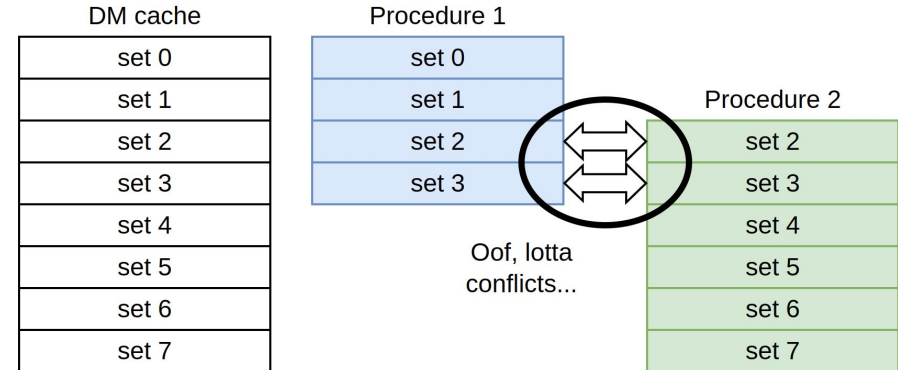 DM cache
set 0
set 1
set 2
set 3
set 4
set 5
set 6
set 7
Procedure 1
set 0
set 1
set 2
set 3
Oof, lotta
conflicts...
Procedure 2
set 2
set 3
set 4
set 5
set 6
set 7